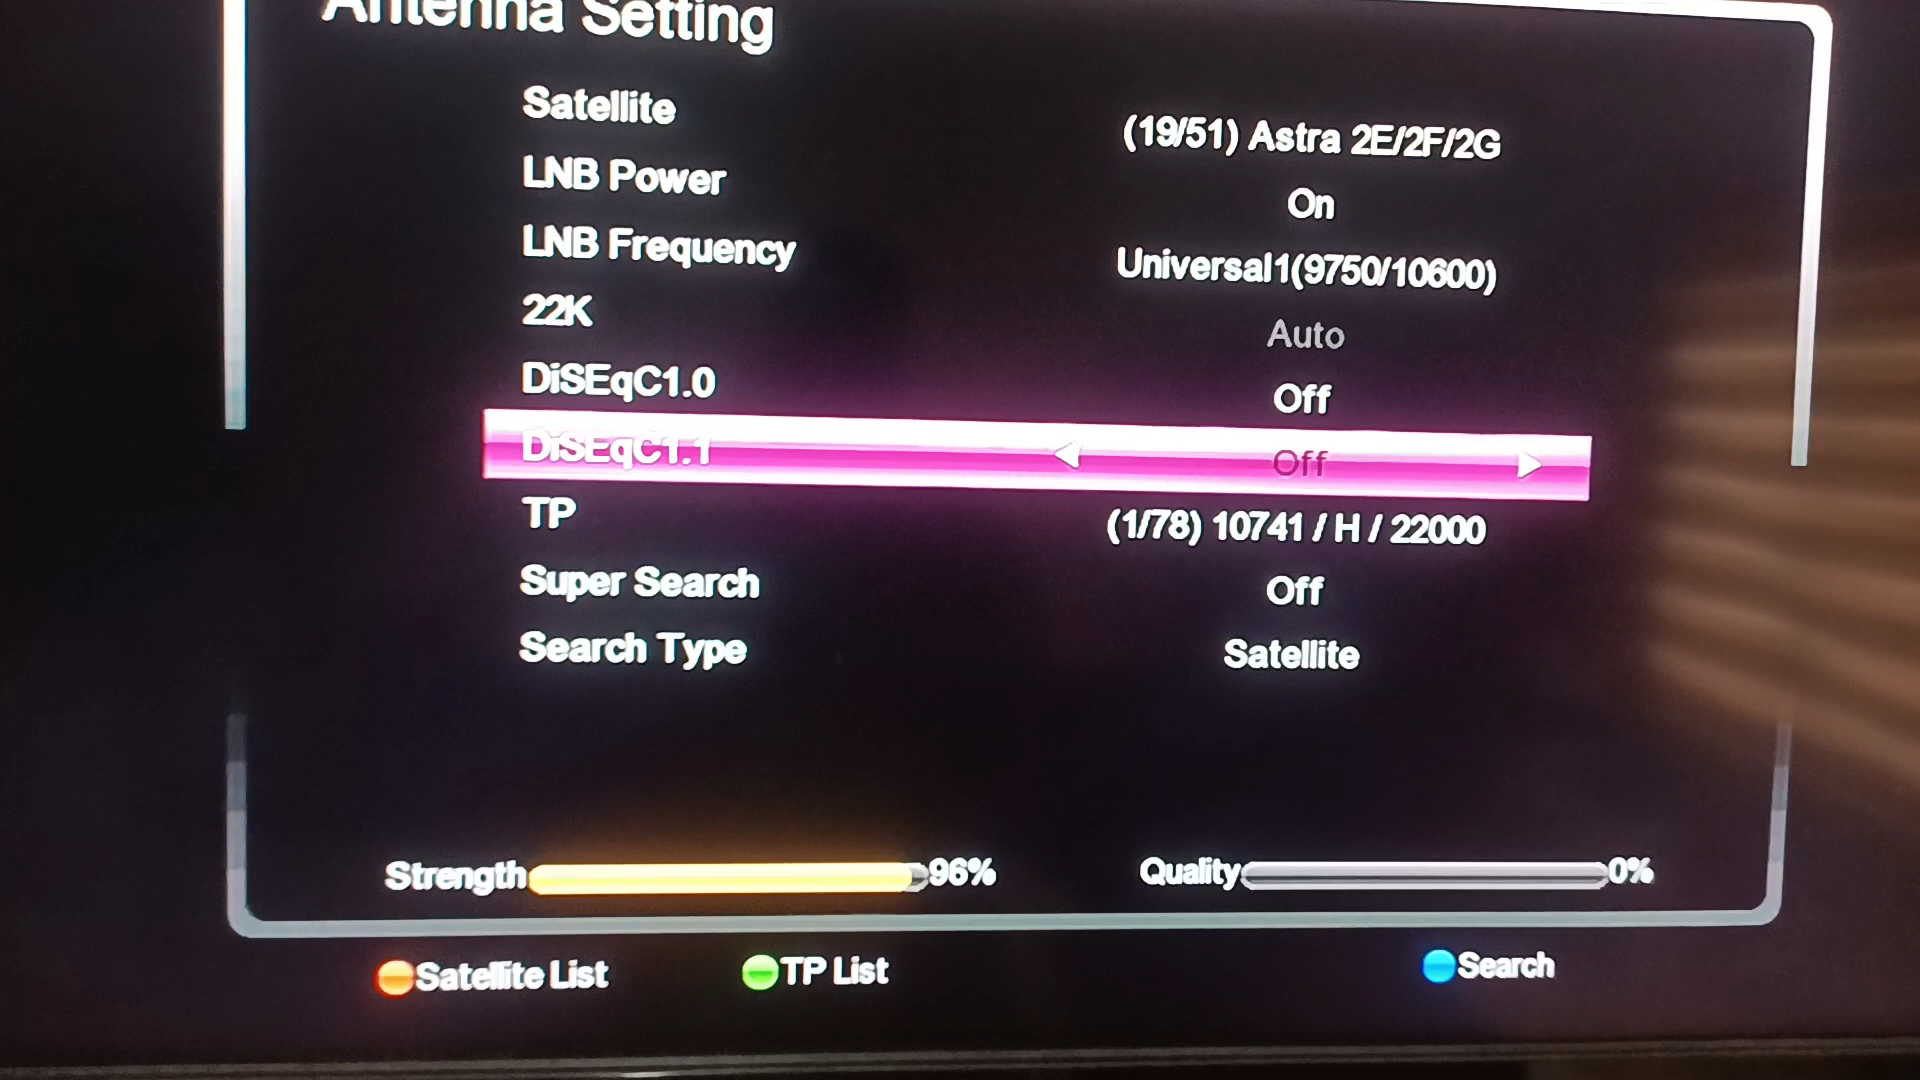 Antenna Setting
Satellite (19/51) Astra 2E/2F/2G
LNB Power On
LNB Frequency Universal1(9750/10600)
22K Auto
DiSEqC1.0 Off
DiSEqC1.1 Off
TP (1/78) 10741 / H / 22000
Super Search Off
Search Type Satellite
Strength 96% Quality 0%
Satellite List TP List Search